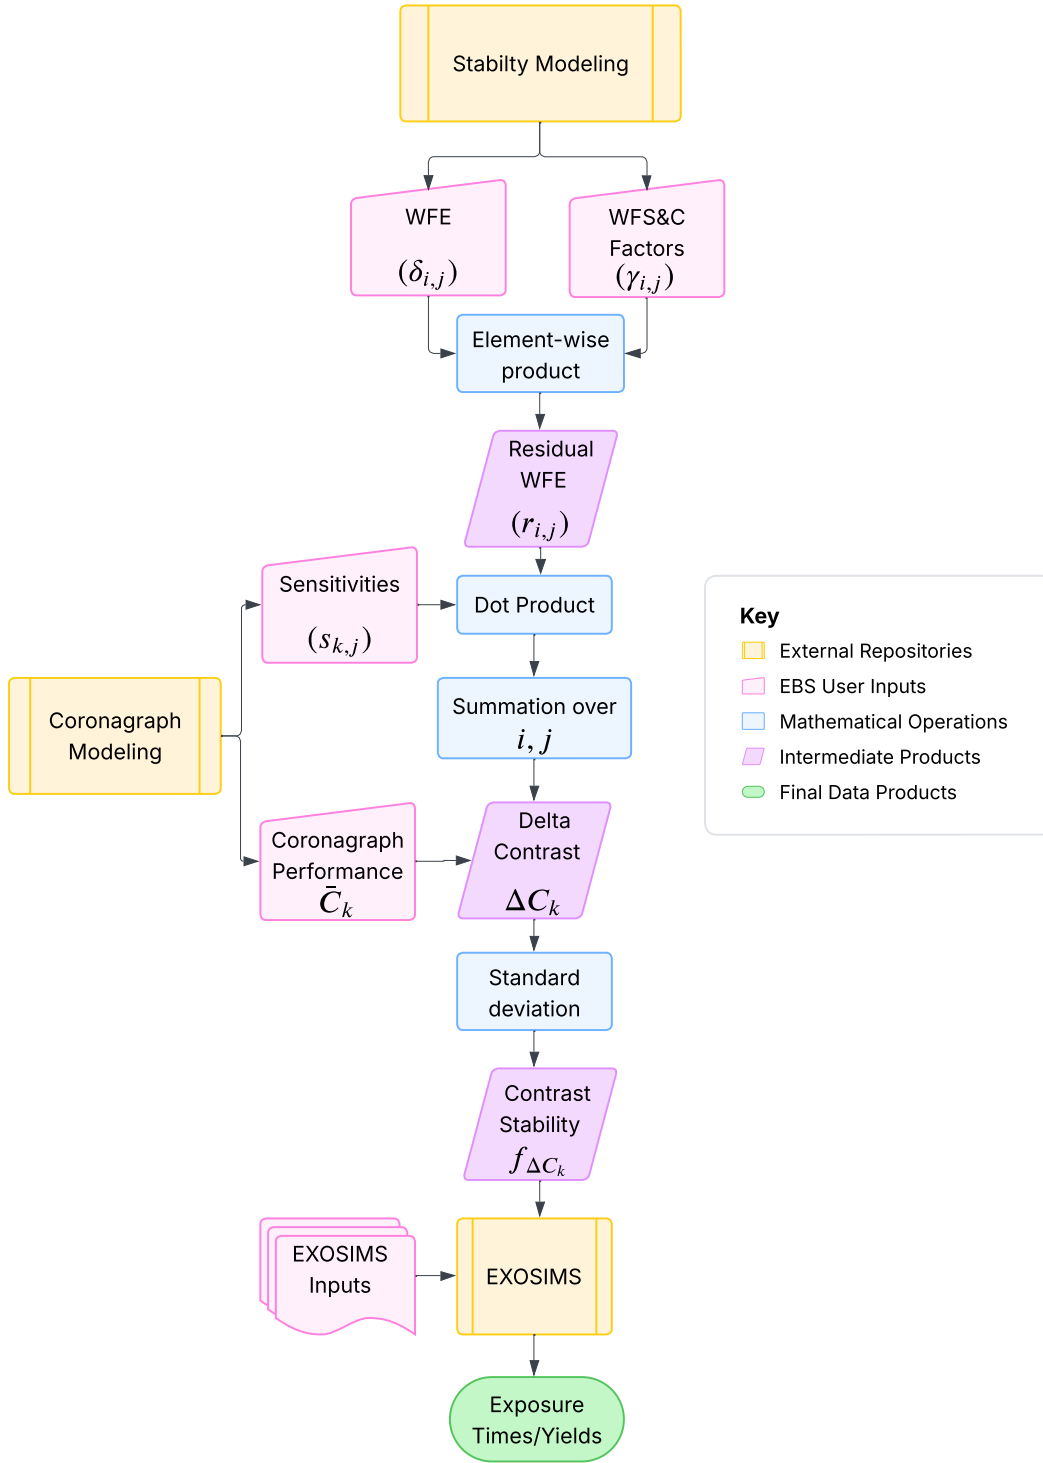 Stabilty Modeling
WFE
(δ_{i,j})
WFS&C
Factors
(γ_{i,j})
Element-wise
product
Residual
WFE
(r_{i,j})
Sensitivities
(s_{k,j})
Dot Product
Coronagraph
Modeling
Summation over
i, j
Coronagraph
Performance
C̄_k
Delta
Contrast
ΔC_k
Standard
deviation
Contrast
Stability
f_{ΔC_k}
EXOSIMS
Inputs
EXOSIMS
Exposure
Times/Yields
Key
External Repositories
EBS User Inputs
Mathematical Operations
Intermediate Products
Final Data Products